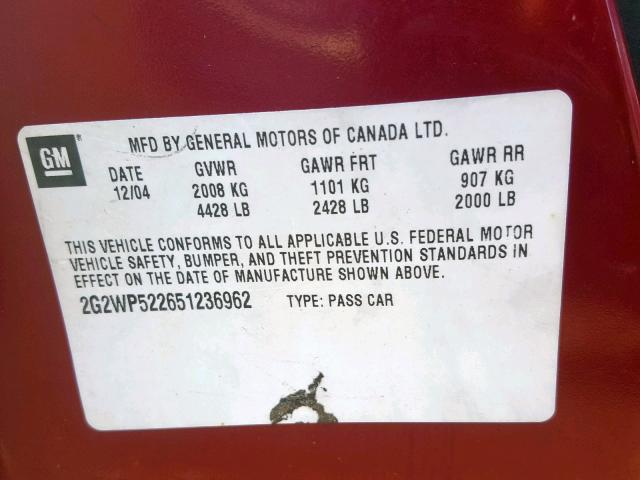 GM ®
MFD BY GENERAL MOTORS OF CANADA LTD.
DATE GVWR GAWR FRT GAWR RR
12/04 2008 KG 1101 KG 907 KG
4428 LB 2428 LB 2000 LB
THIS VEHICLE CONFORMS TO ALL APPLICABLE U.S. FEDERAL MOTOR
VEHICLE SAFETY, BUMPER, AND THEFT PREVENTION STANDARDS IN
EFFECT ON THE DATE OF MANUFACTURE SHOWN ABOVE.
2G2WP522651236962 TYPE: PASS CAR